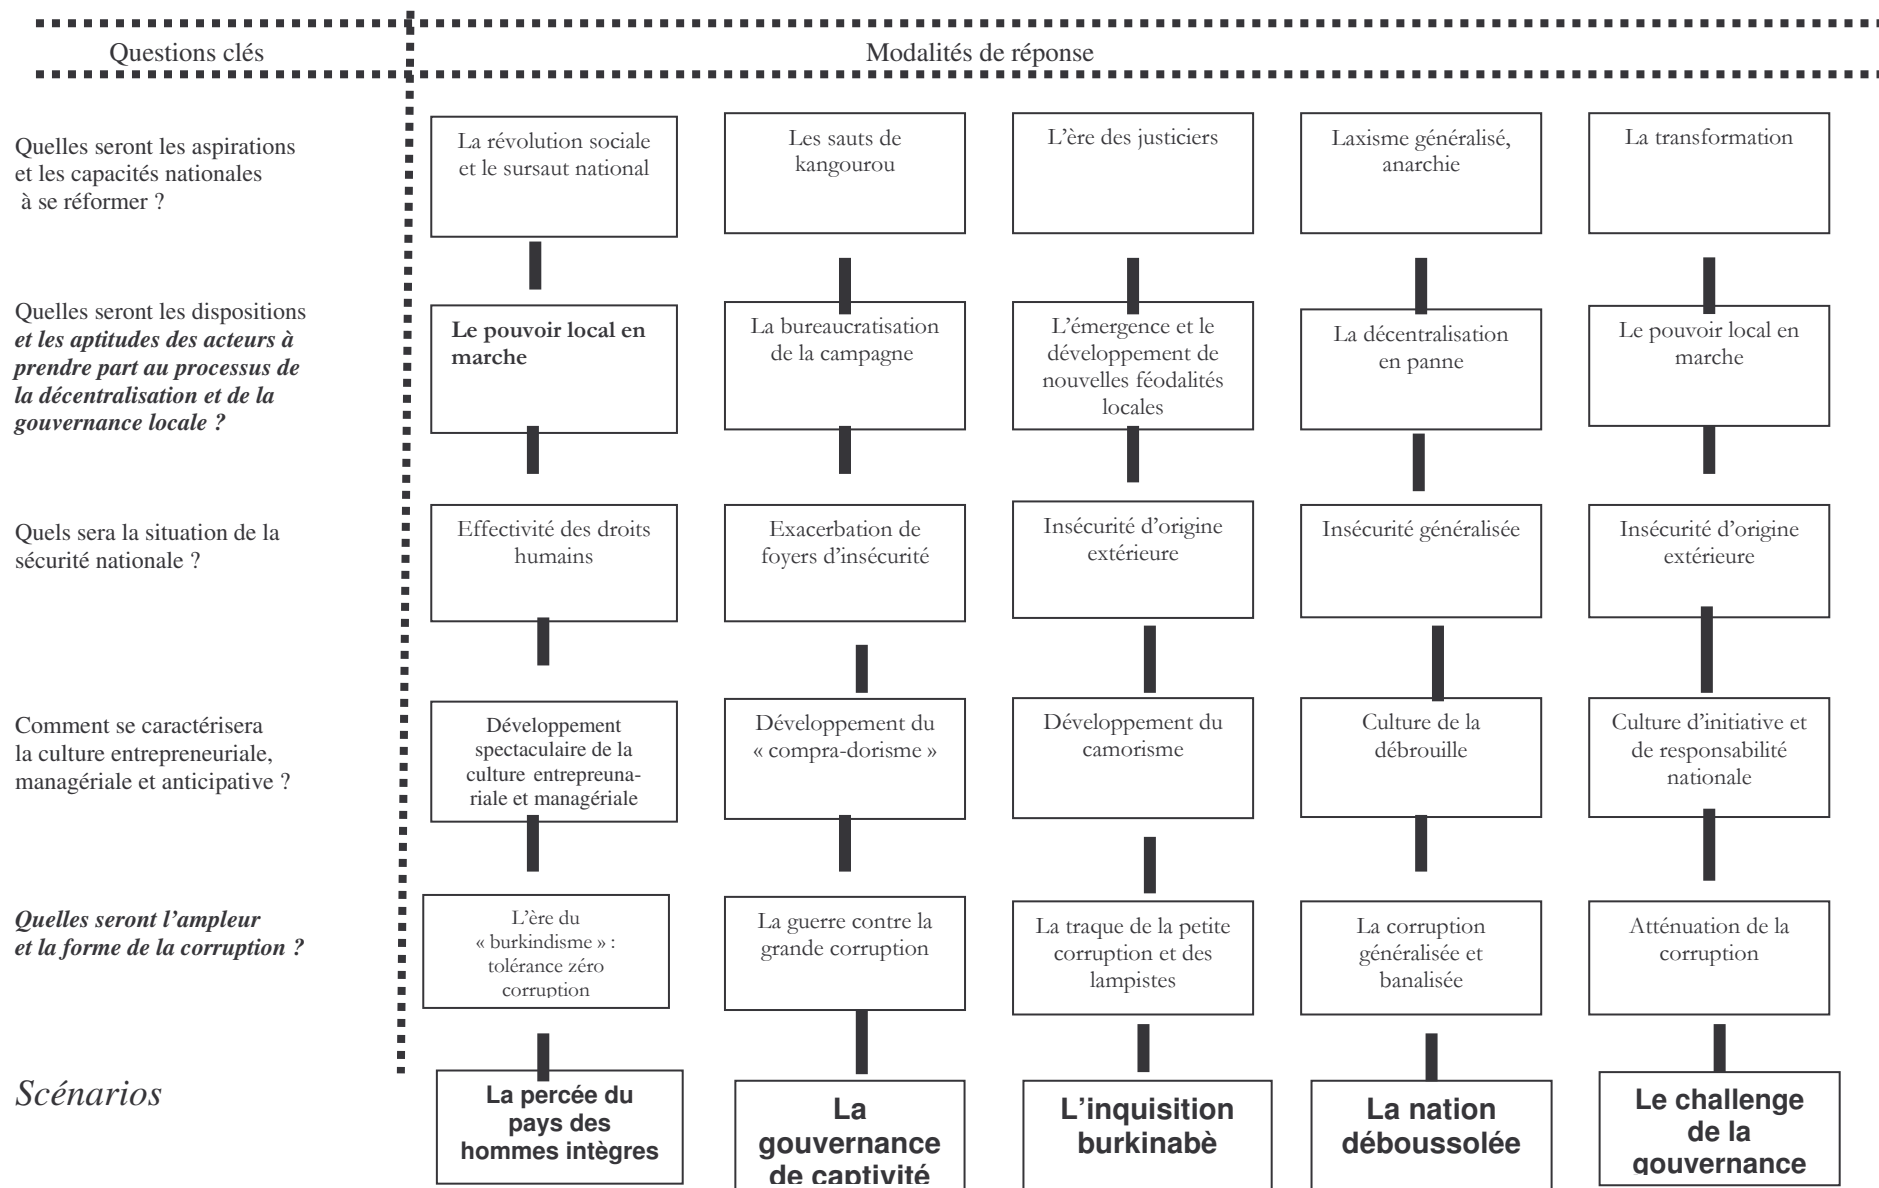 Questions clés
Modalités de réponse
Quelles seront les aspirations
et les capacités nationales
à se réformer ?
La révolution sociale
et le sursaut national
Les sauts de
kangourou
L’ère des justiciers
Laxisme généralisé,
anarchie
La transformation
Quelles seront les dispositions
et les aptitudes des acteurs à
prendre part au processus de
la décentralisation et de la
gouvernance locale ?
Le pouvoir local en
marche
La bureaucratisation
de la campagne
L’émergence et le
développement de
nouvelles féodalités
locales
La décentralisation
en panne
Le pouvoir local en
marche
Quels sera la situation de la
sécurité nationale ?
Effectivité des droits
humains
Exacerbation de
foyers d’insécurité
Insécurité d’origine
extérieure
Insécurité généralisée
Insécurité d’origine
extérieure
Comment se caractérisera
la culture entrepreneuriale,
managériale et anticipative ?
Développement
spectaculaire de la
culture entrepreuna-
riale et managériale
Développement du
« compra-dorisme »
Développement du
camorisme
Culture de la
débrouille
Culture d’initiative et
de responsabilité
nationale
Quelles seront l’ampleur
et la forme de la corruption ?
L’ère du
« burkindisme » :
tolérance zéro
corruption
La guerre contre la
grande corruption
La traque de la petite
corruption et des
lampistes
La corruption
généralisée et
banalisée
Atténuation de la
corruption
Scénarios
La percée du
pays des
hommes intègres
La
gouvernance
de captivité
L’inquisition
burkinabè
La nation
déboussolée
Le challenge
de la
gouvernance